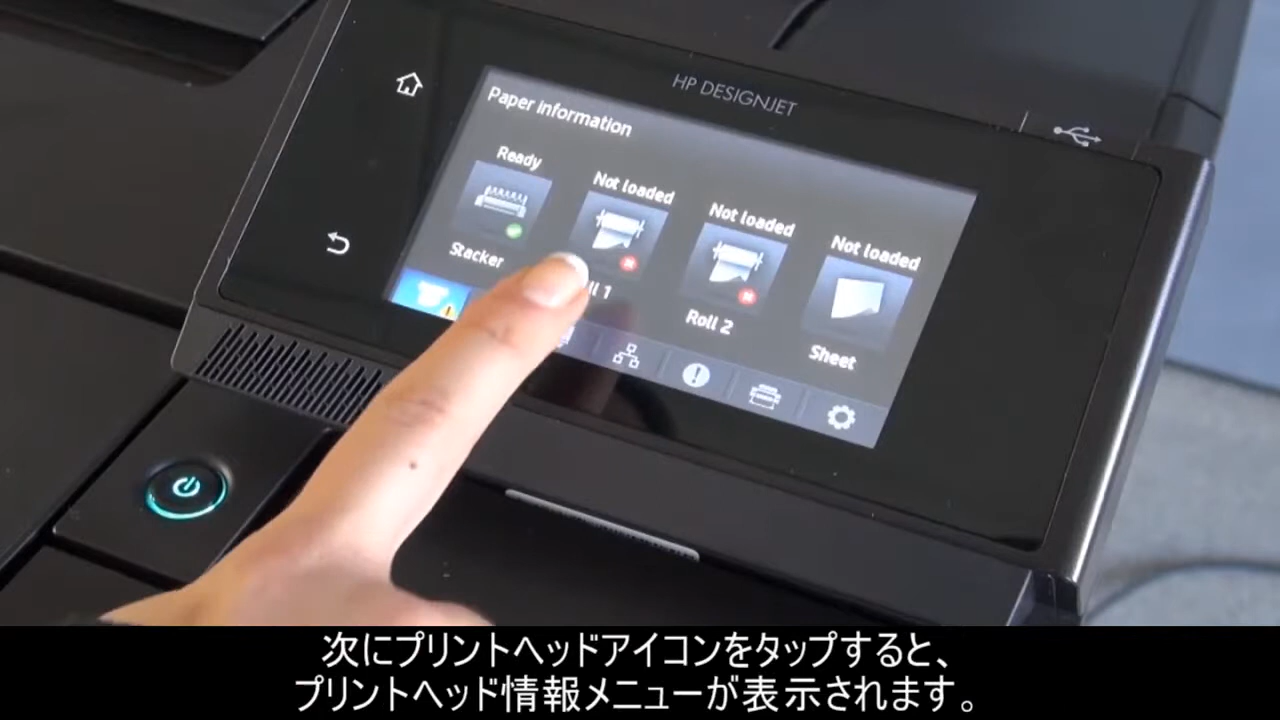 HP DESIGNJET
Paper information
Ready
Not loaded
Not loaded
Not loaded
Stacker
ll 1
Roll 2
Sheet
次にプリントヘッドアイコンをタップすると、
プリントヘッド情報メニューが表示されます。